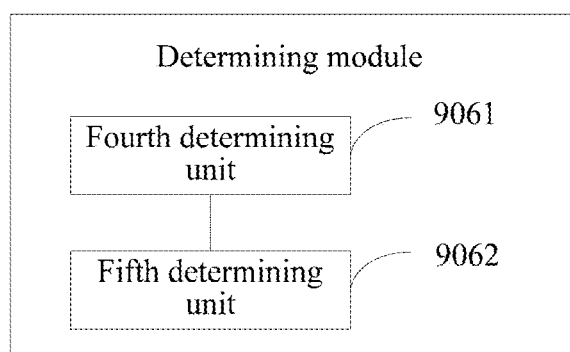 Determining module
9061
Fourth determining
unit
9062
Fifth determining
unit